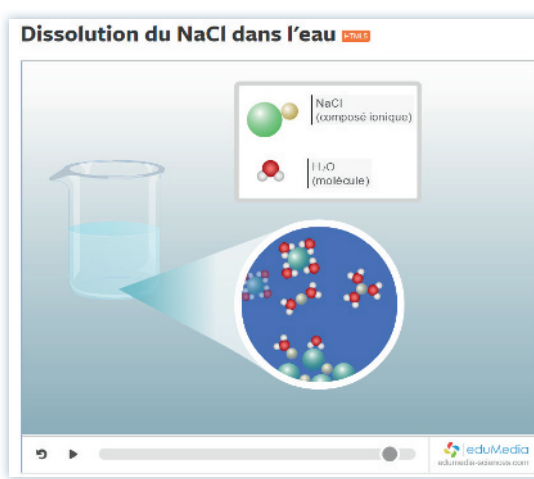 Dissolution du NaCl dans l'eau HTML5
NaCl
(composé ionique)
H₂O
(molécule)
eduMedia
edumedia-sciences.com